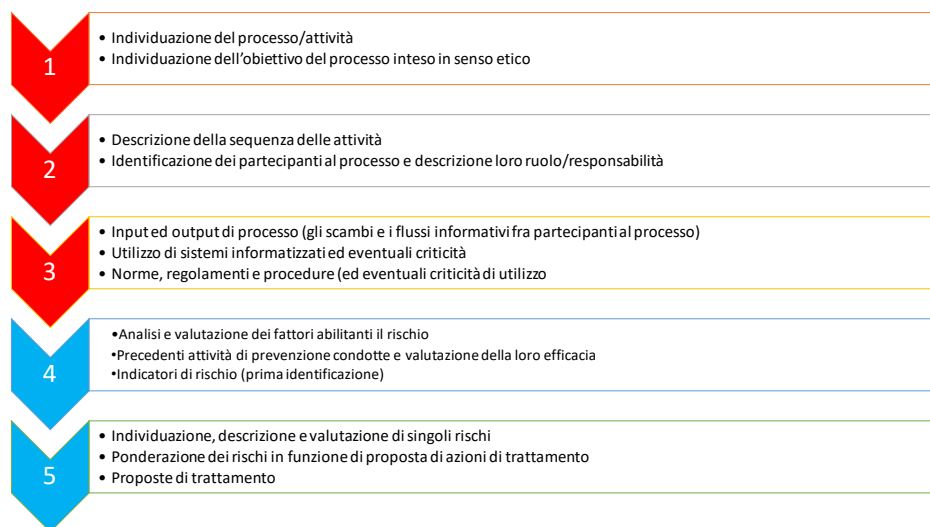 1
• Individuazione del processo/attività
• Individuazione dell’obiettivo del processo inteso in senso etico
2
• Descrizione della sequenza delle attività
• Identificazione dei partecipanti al processo e descrizione loro ruolo/responsabilità
3
• Input ed output di processo (gli scambi e i flussi informativi fra partecipanti al processo)
• Utilizzo di sistemi informatizzati ed eventuali criticità
• Norme, regolamenti e procedure (ed eventuali criticità di utilizzo
4
•Analisi e valutazione dei fattori abilitanti il rischio
•Precedenti attività di prevenzione condotte e valutazione della loro efficacia
•Indicatori di rischio (prima identificazione)
5
• Individuazione, descrizione e valutazione di singoli rischi
• Ponderazione dei rischi in funzione di proposta di azioni di trattamento
• Proposte di trattamento